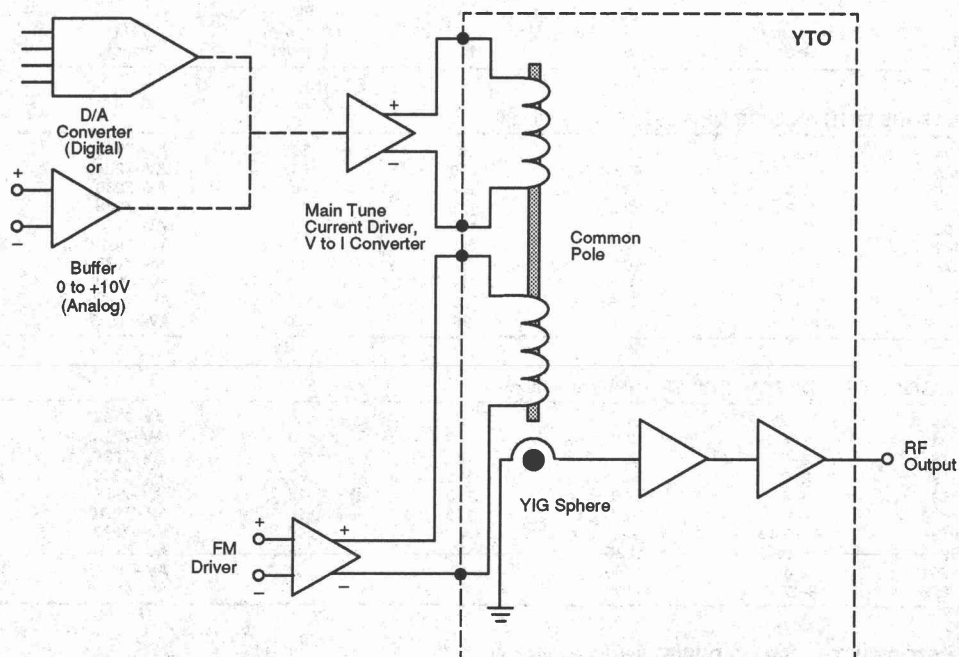 YTO
D/A
Converter
(Digital)
or
+
−
Buffer
0 to +10V
(Analog)
+
−
Main Tune
Current Driver,
V to I Converter
Common
Pole
YIG Sphere
RF
Output
+
−
FM
Driver
+
−